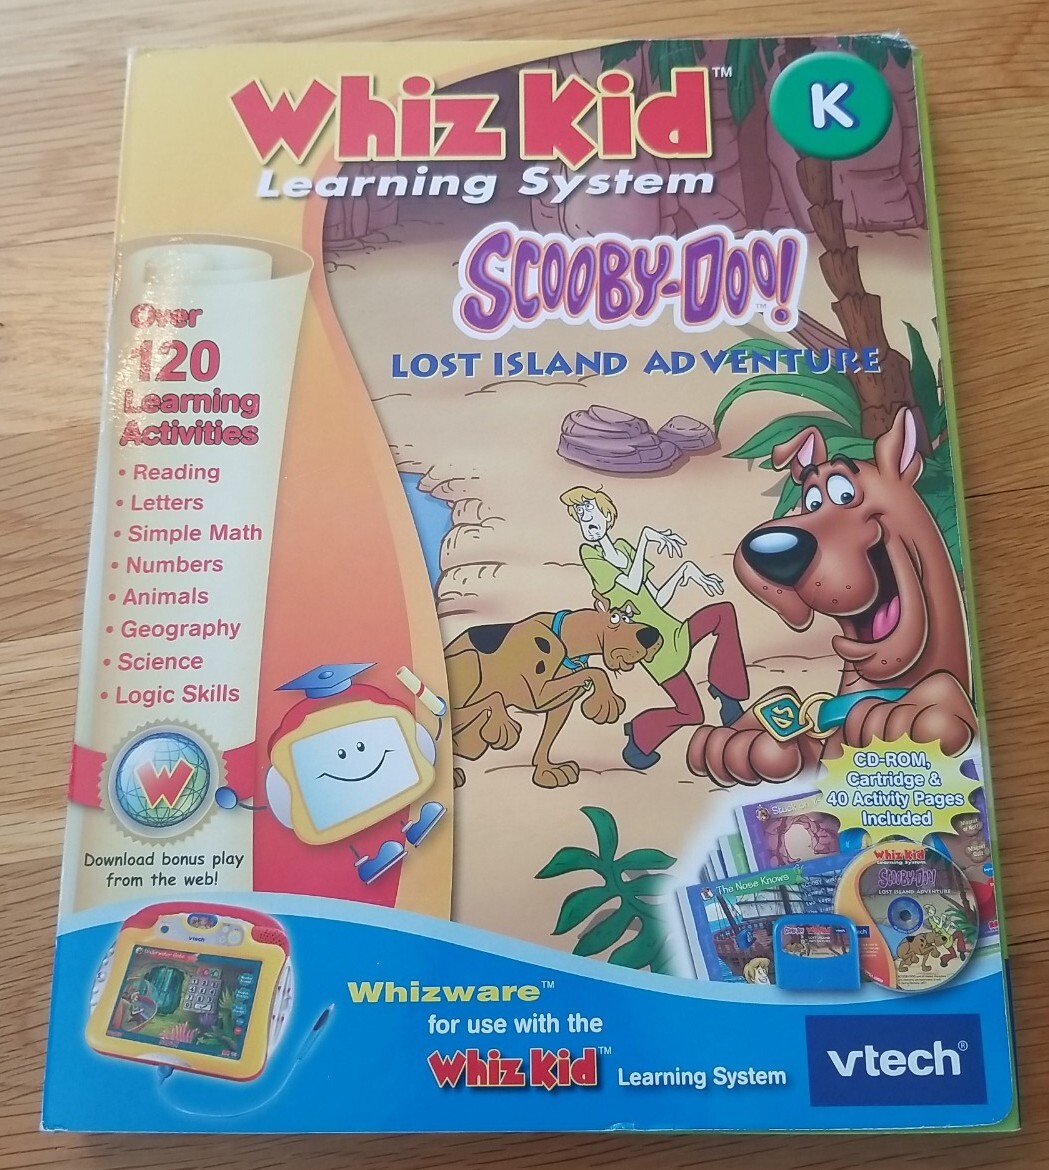 Whiz Kid™
K
Learning System
SCOOBY-DOO!™
LOST ISLAND ADVENTURE
Over
120
Learning
Activities
• Reading
• Letters
• Simple Math
• Numbers
• Animals
• Geography
• Science
• Logic Skills
W
Download bonus play
from the web!
SD
CD-ROM,
Cartridge &
40 Activity Pages
Included
The Nose Knows
Whiz Kid
Learning System
SCOOBY-DOO!
LOST ISLAND ADVENTURE
vtech
Whizware™
for use with the
Whiz Kid™ Learning System
vtech®